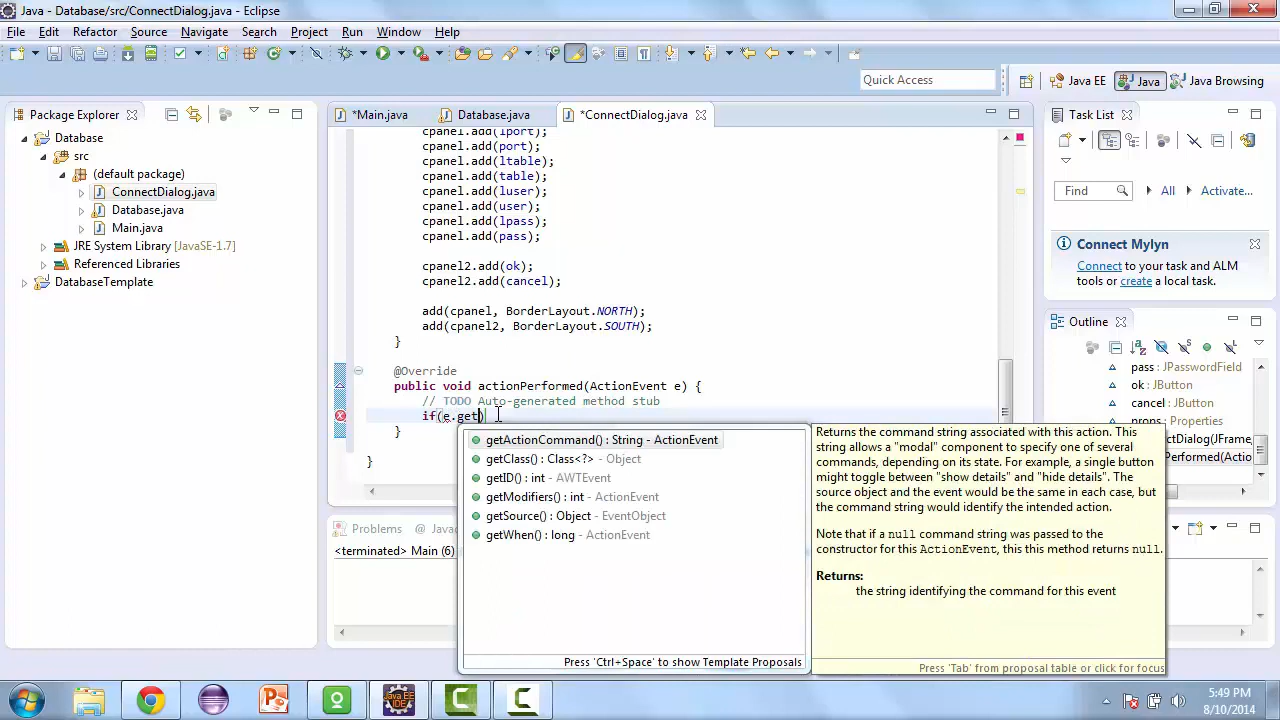 Java - Database/src/ConnectDialog.java - Eclipse
File Edit Refactor Source Navigate Search Project Run Window Help
Quick Access
Java EE
Java
Java Browsing
Package Explorer
*Main.java
Database.java
*ConnectDialog.java
Task List
Database
src
(default package)
ConnectDialog.java
Database.java
Main.java
JRE System Library [JavaSE-1.7]
Referenced Libraries
DatabaseTemplate
cpanel.add(lport);
cpanel.add(port);
cpanel.add(ltable);
cpanel.add(table);
cpanel.add(luser);
cpanel.add(user);
cpanel.add(lpass);
cpanel.add(pass);
cpanel2.add(ok);
cpanel2.add(cancel);
add(cpanel, BorderLayout.NORTH);
add(cpanel2, BorderLayout.SOUTH);
}
@Override
public void actionPerformed(ActionEvent e) {
// TODO Auto-generated method stub
if(e.get)
}
}
Find
All
Activate...
Connect Mylyn
Connect to your task and ALM
tools or create a local task.
Outline
pass : JPasswordField
ok : JButton
cancel : JButton
props : Properties
ctDialog(JFrame,
Performed(Actio
getActionCommand() : String - ActionEvent
getClass() : Class<?> - Object
getID() : int - AWTEvent
getModifiers() : int - ActionEvent
getSource() : Object - EventObject
getWhen() : long - ActionEvent
Press 'Ctrl+Space' to show Template Proposals
Returns the command string associated with this action. This
string allows a "modal" component to specify one of several
commands, depending on its state. For example, a single button
might toggle between "show details" and "hide details". The
source object and the event would be the same in each case, but
the command string would identify the intended action.
Note that if a null command string was passed to the
constructor for this ActionEvent, this this method returns null.
Returns:
the string identifying the command for this event
Press 'Tab' from proposal table or click for focus
Problems
@ Javac
<terminated> Main (6)
Java EE
IDE
5:49 PM
8/10/2014